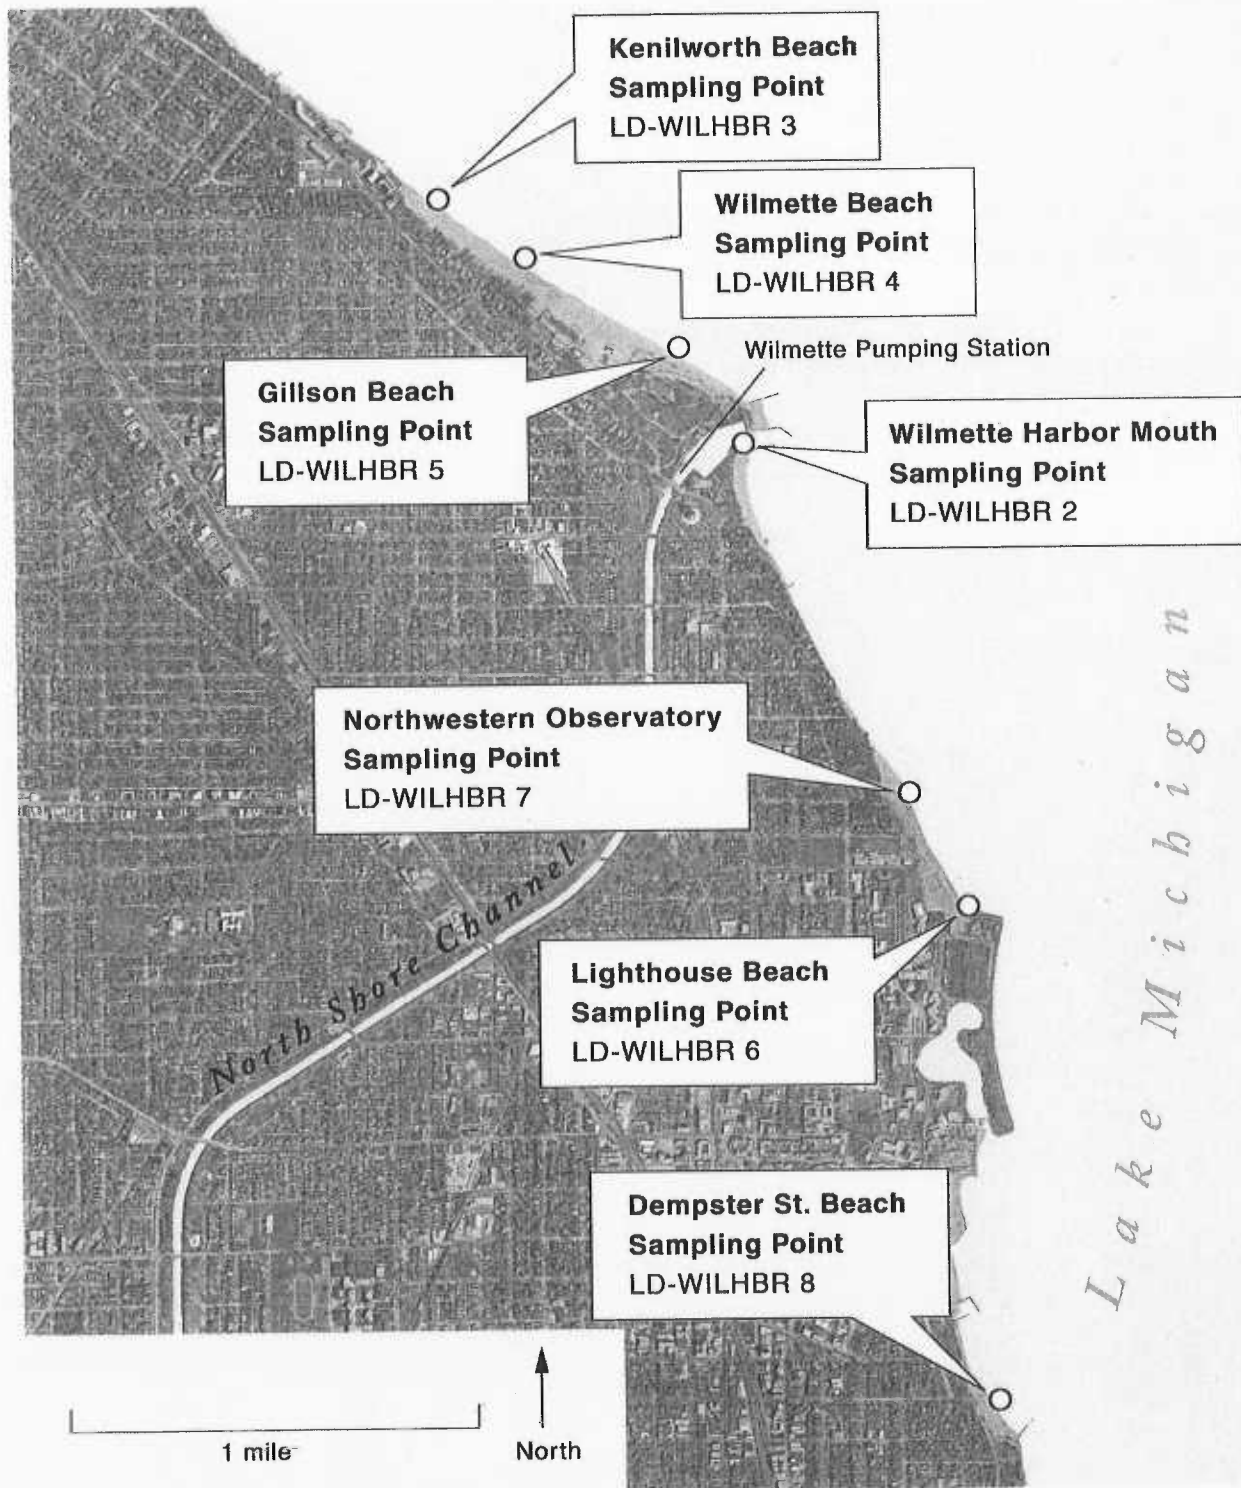 Kenilworth Beach
Sampling Point
LD-WILHBR 3
Wilmette Beach
Sampling Point
LD-WILHBR 4
Wilmette Pumping Station
Gillson Beach
Sampling Point
LD-WILHBR 5
Wilmette Harbor Mouth
Sampling Point
LD-WILHBR 2
Northwestern Observatory
Sampling Point
LD-WILHBR 7
Lake Michigan
North Shore Channel
Lighthouse Beach
Sampling Point
LD-WILHBR 6
Dempster St. Beach
Sampling Point
LD-WILHBR 8
1 mile
North